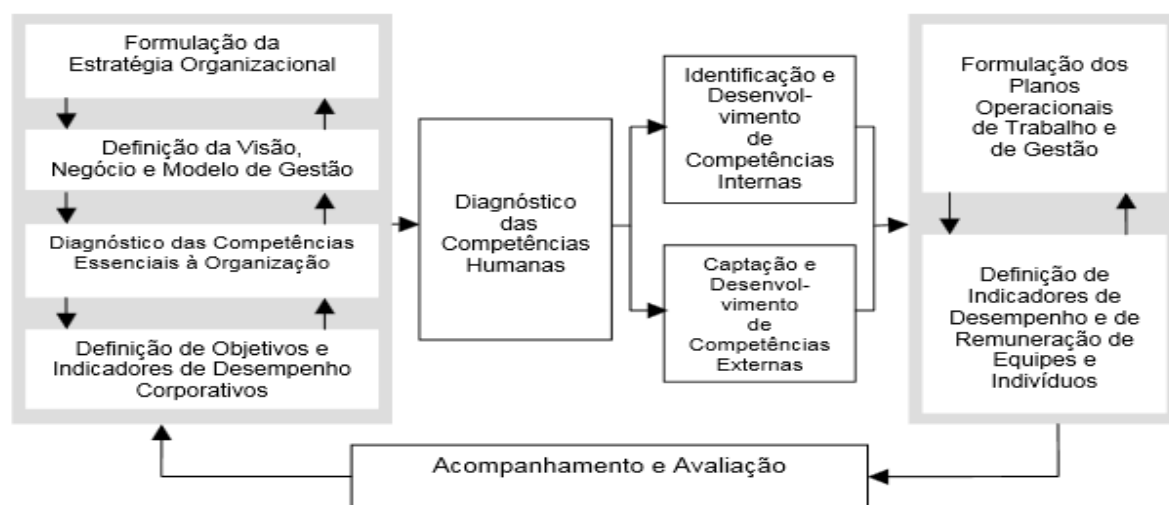 Formulação da
Estratégia Organizacional
Definição da Visão,
Negócio e Modelo de Gestão
Diagnóstico das Competências
Essenciais à Organização
Definição de Objetivos e
Indicadores de Desempenho
Corporativos
Diagnóstico
das
Competências
Humanas
Identificação e
Desenvol-
vimento
de
Competências
Internas
Captação e
Desenvol-
vimento
de
Competências
Externas
Formulação dos
Planos
Operacionais
de Trabalho e
de Gestão
Definição de
Indicadores de
Desempenho e de
Remuneração de
Equipes e
Indivíduos
Acompanhamento e Avaliação